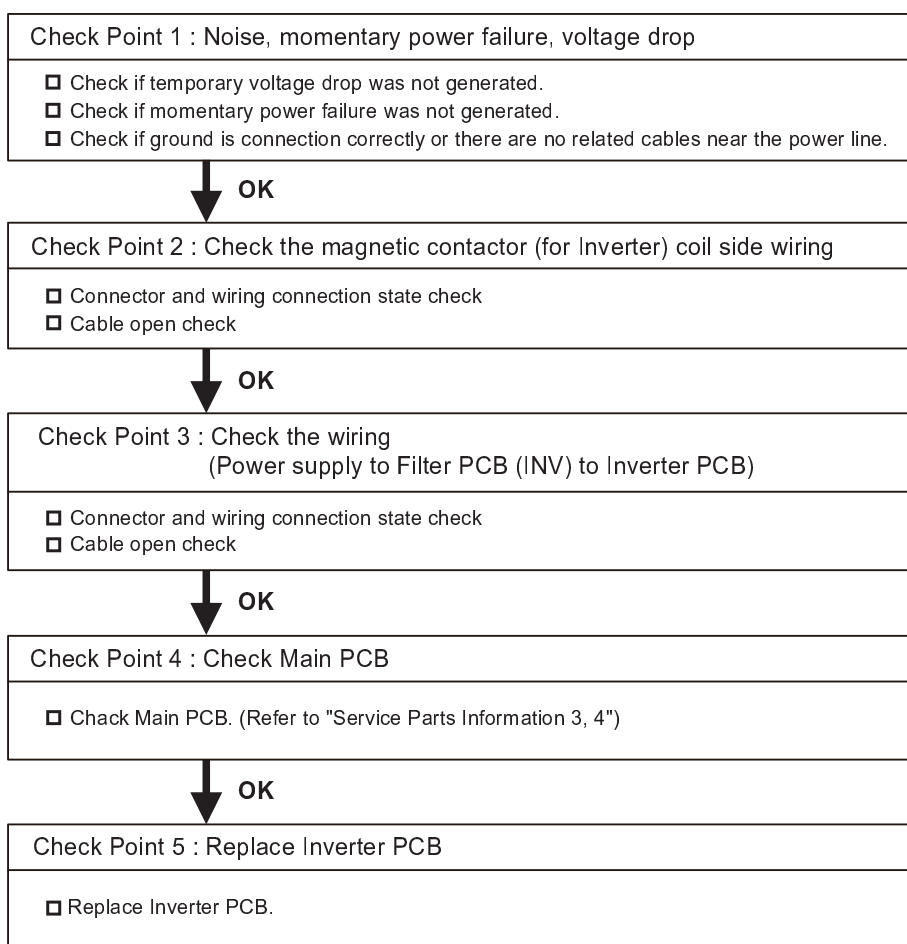 Check Point 1 : Noise, momentary power failure, voltage drop
Check if temporary voltage drop was not generated.
Check if momentary power failure was not generated.
Check if ground is connection correctly or there are no related cables near the power line.
OK
Check Point 2 : Check the magnetic contactor (for Inverter) coil side wiring
Connector and wiring connection state check
Cable open check
OK
Check Point 3 : Check the wiring
(Power supply to Filter PCB (INV) to Inverter PCB)
Connector and wiring connection state check
Cable open check
OK
Check Point 4 : Check Main PCB
Chack Main PCB. (Refer to "Service Parts Information 3, 4")
OK
Check Point 5 : Replace Inverter PCB
Replace Inverter PCB.